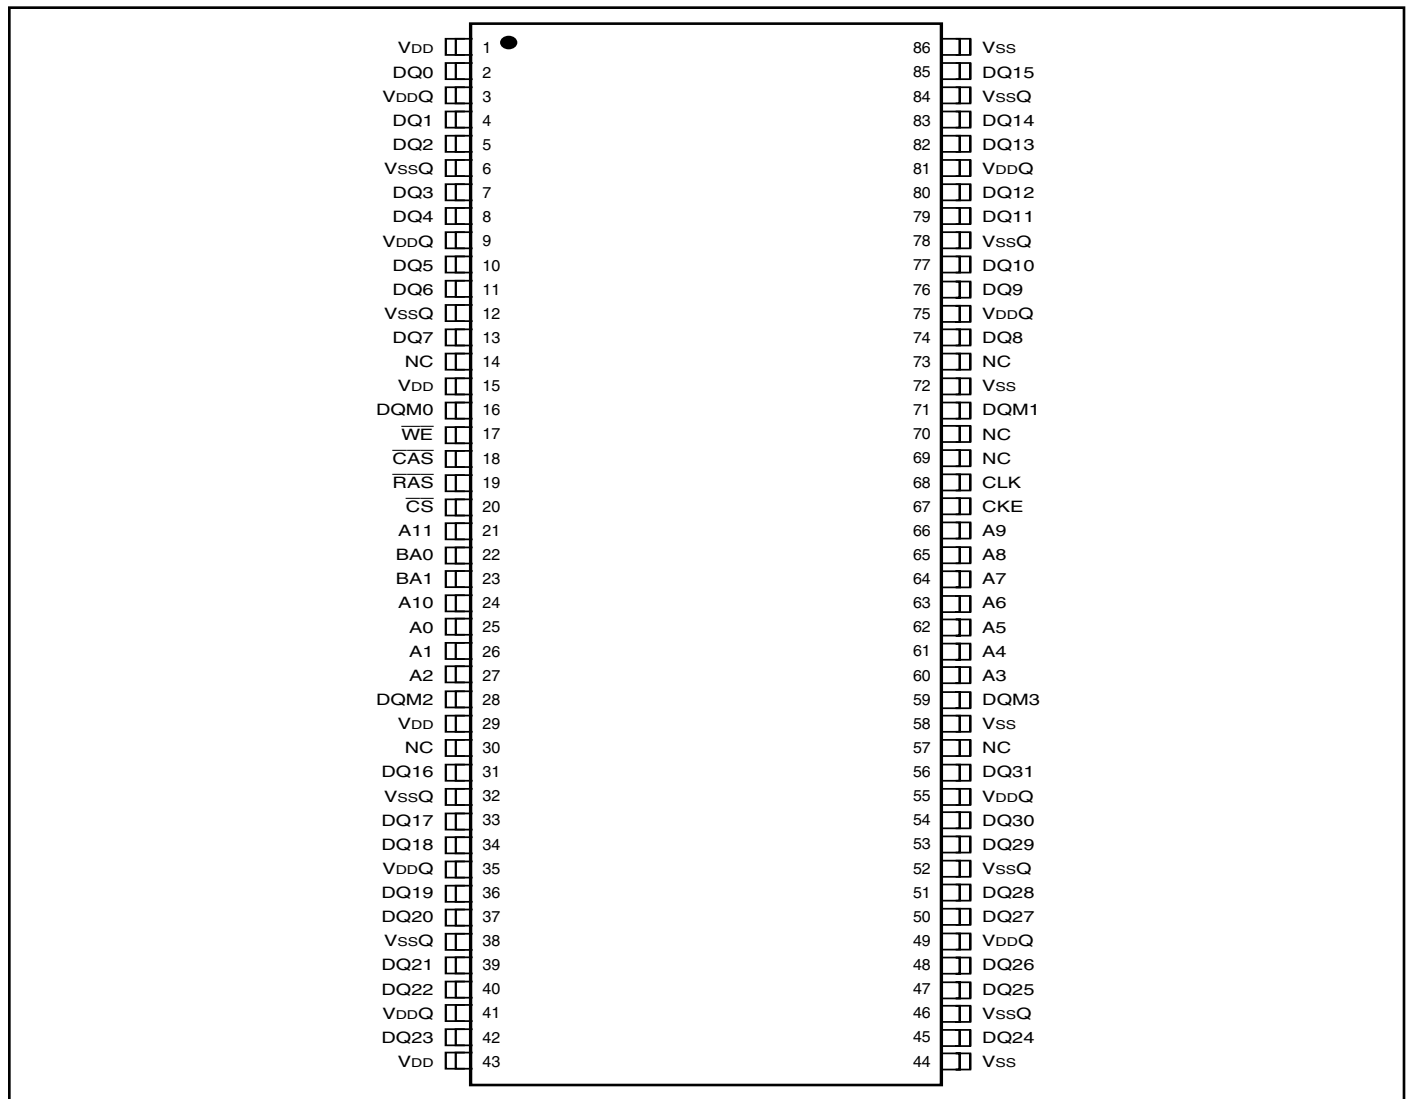 VDD 1 86 VSS
DQ0 2 85 DQ15
VDDQ 3 84 VSSQ
DQ1 4 83 DQ14
DQ2 5 82 DQ13
VSSQ 6 81 VDDQ
DQ3 7 80 DQ12
DQ4 8 79 DQ11
VDDQ 9 78 VSSQ
DQ5 10 77 DQ10
DQ6 11 76 DQ9
VSSQ 12 75 VDDQ
DQ7 13 74 DQ8
NC 14 73 NC
VDD 15 72 VSS
DQM0 16 71 DQM1
W̅E̅ 17 70 NC
C̅A̅S̅ 18 69 NC
R̅A̅S̅ 19 68 CLK
C̅S̅ 20 67 CKE
A11 21 66 A9
BA0 22 65 A8
BA1 23 64 A7
A10 24 63 A6
A0 25 62 A5
A1 26 61 A4
A2 27 60 A3
DQM2 28 59 DQM3
VDD 29 58 VSS
NC 30 57 NC
DQ16 31 56 DQ31
VSSQ 32 55 VDDQ
DQ17 33 54 DQ30
DQ18 34 53 DQ29
VDDQ 35 52 VSSQ
DQ19 36 51 DQ28
DQ20 37 50 DQ27
VSSQ 38 49 VDDQ
DQ21 39 48 DQ26
DQ22 40 47 DQ25
VDDQ 41 46 VSSQ
DQ23 42 45 DQ24
VDD 43 44 VSS